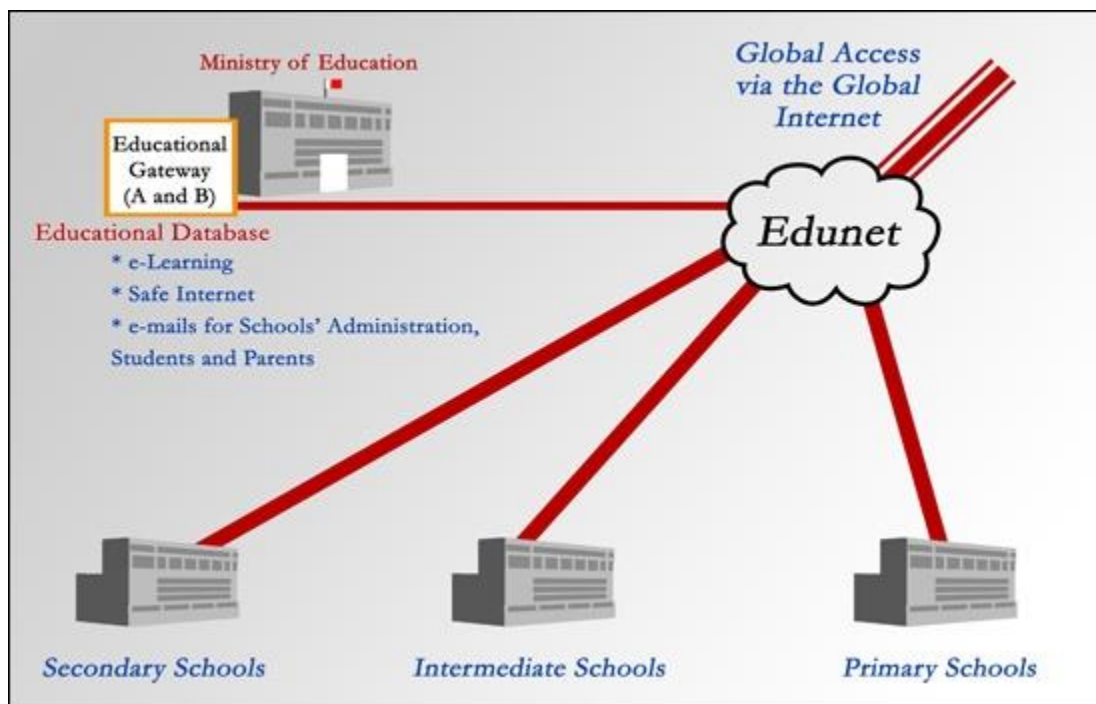 Ministry of Education
Educational
Gateway
(A and B)
Educational Database
* e-Learning
* Safe Internet
* e-mails for Schools' Administration,
Students and Parents
Global Access
via the Global
Internet
Edunet
Secondary Schools
Intermediate Schools
Primary Schools